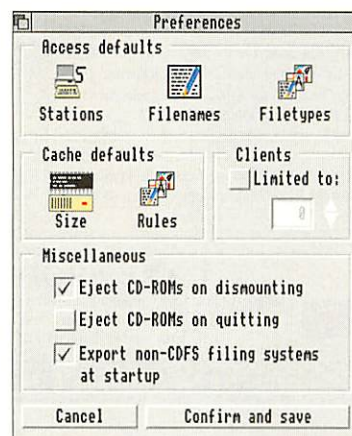 Preferences
Access defaults
Stations Filenames Filetypes
Cache defaults
Size Rules
Clients
Limited to:
0
Miscellaneous
Eject CD-ROMs on dismounting
Eject CD-ROMs on quitting
Export non-CDFS filing systems
at startup
Cancel Confirm and save